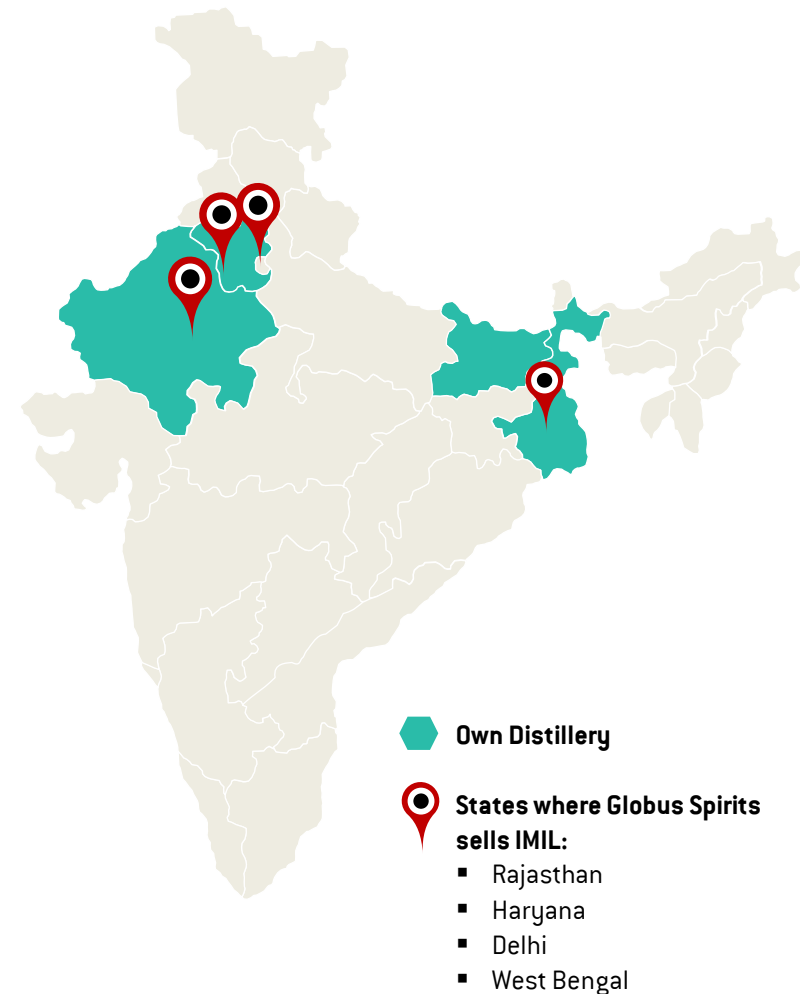 Own Distillery
States where Globus Spirits
sells IMIL:
▪ Rajasthan
▪ Haryana
▪ Delhi
▪ West Bengal